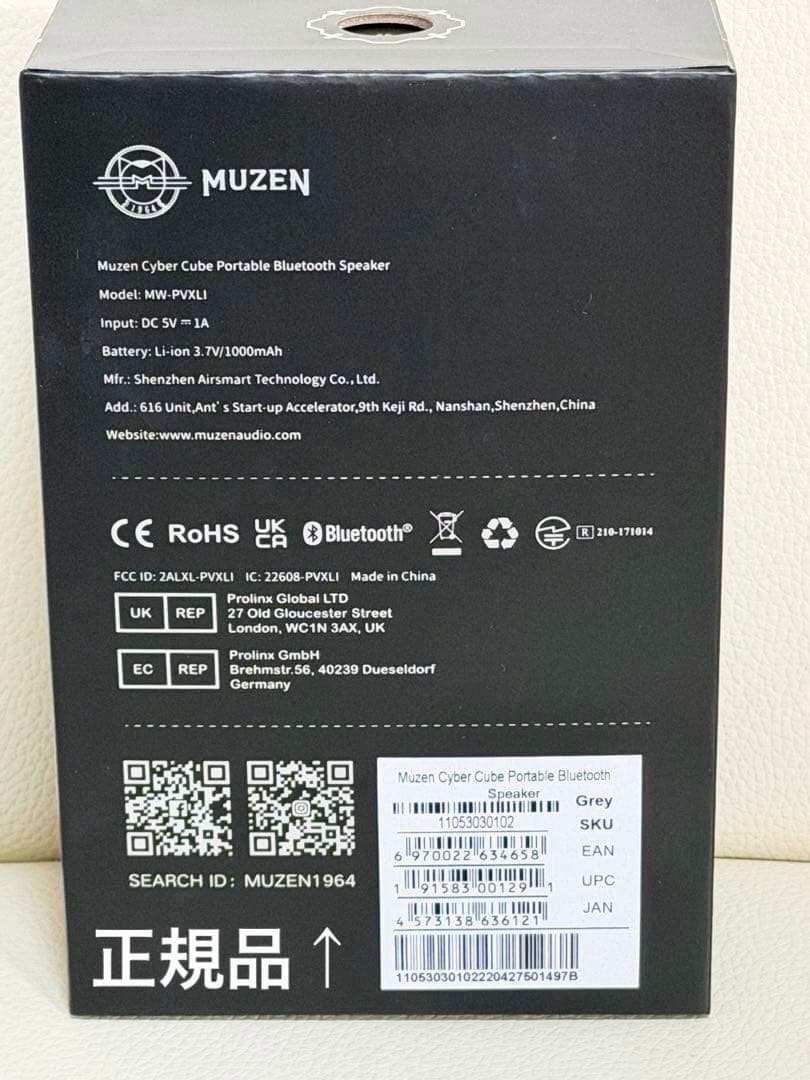 1964
MUZEN
Muzen Cyber Cube Portable Bluetooth Speaker
Model: MW-PVXLI
Input: DC 5V⎓1A
Battery: Li-ion 3.7V/1000mAh
Mfr.: Shenzhen Airsmart Technology Co., Ltd.
Add.: 616 Unit,Ant's Start-up Accelerator,9th Keji Rd., Nanshan,Shenzhen,China
Website:www.muzenaudio.com
CE RoHS UK CA Bluetooth® R 210-171014
FCC ID: 2ALXL-PVXLI IC: 22608-PVXLI Made in China
UK REP
Prolinx Global LTD
27 Old Gloucester Street
London, WC1N 3AX, UK
EC REP
Prolinx GmbH
Brehmstr.56, 40239 Dueseldorf
Germany
SEARCH ID: MUZEN1964
正規品↑
Muzen Cyber Cube Portable Bluetooth
Speaker
Grey
11053030102 SKU
6 970022 634658 EAN
1 91583 00129 1 UPC
4 573138 636121 JAN
11053030102220427501497B